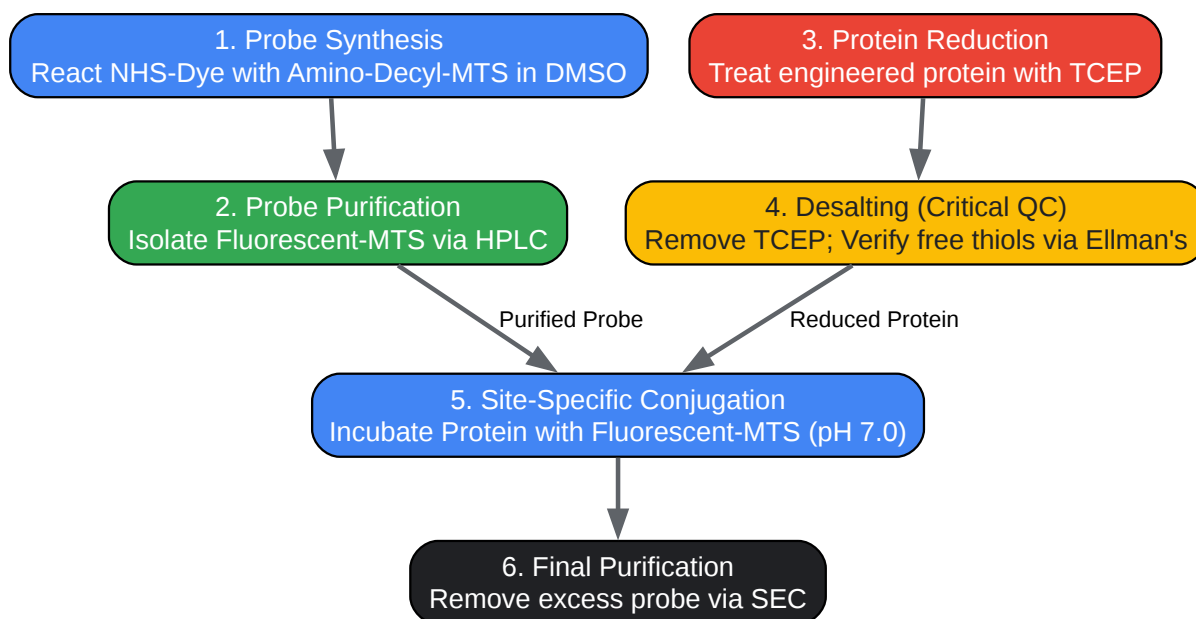 1. Probe Synthesis
React NHS-Dye with Amino-Decyl-MTS in DMSO
3. Protein Reduction
Treat engineered protein with TCEP
2. Probe Purification
Isolate Fluorescent-MTS via HPLC
4. Desalting (Critical QC)
Remove TCEP; Verify free thiols via Ellman's
Purified Probe
Reduced Protein
5. Site-Specific Conjugation
Incubate Protein with Fluorescent-MTS (pH 7.0)
6. Final Purification
Remove excess probe via SEC